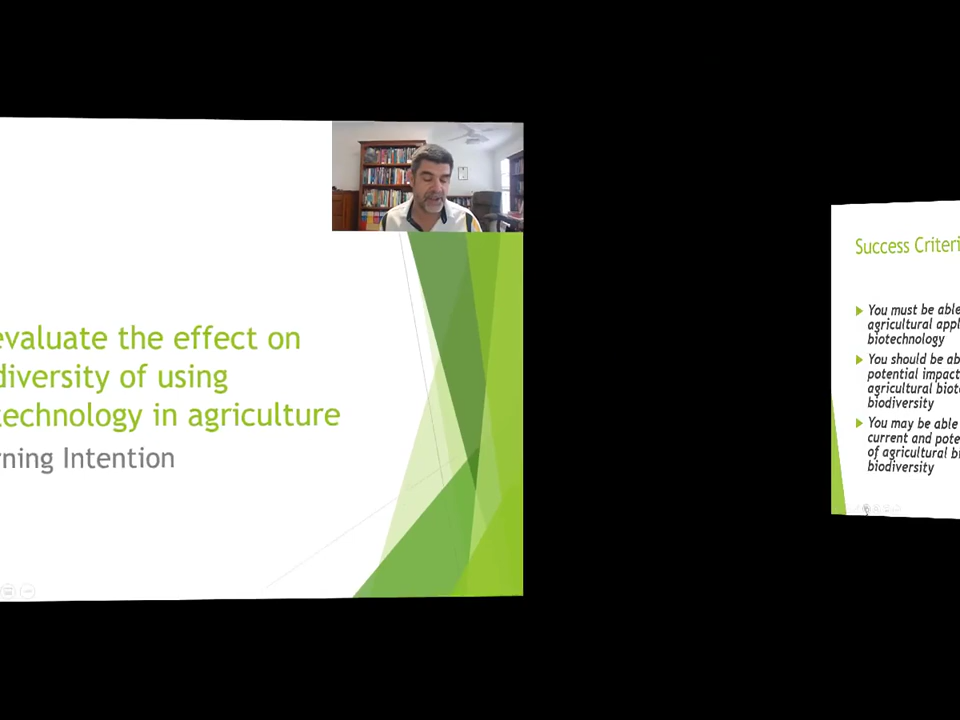 evaluate the effect on
diversity of using
technology in agriculture
rning Intention
Success Criteri
You must be able
agricultural appl
biotechnology
You should be ab
potential impact
agricultural biote
biodiversity
You may be able
current and pote
of agricultural bi
biodiversity